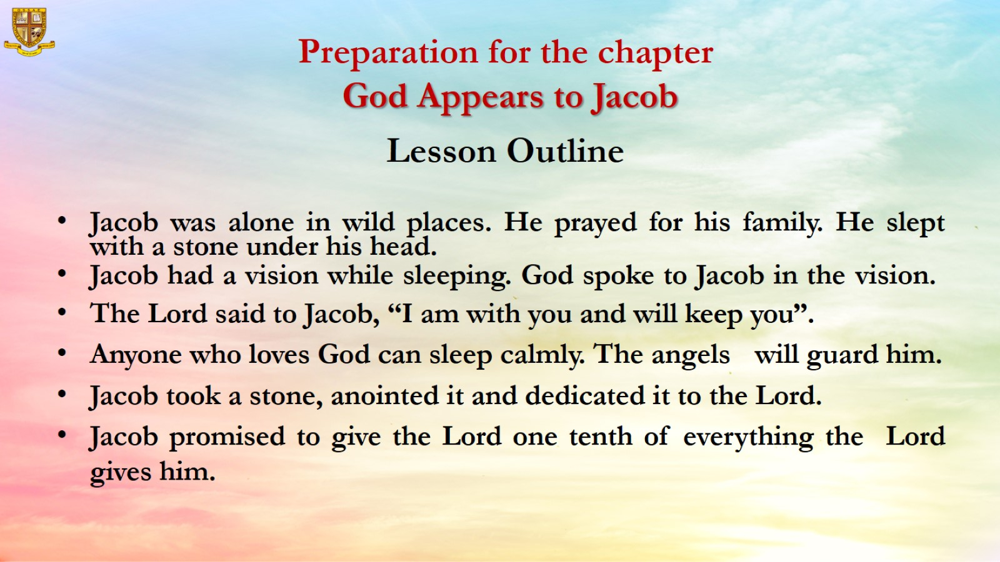 Preparation for the chapter
God Appears to Jacob
Lesson Outline
• Jacob was alone in wild places. He prayed for his family. He slept
with a stone under his head.
• Jacob had a vision while sleeping. God spoke to Jacob in the vision.
• The Lord said to Jacob, “I am with you and will keep you”.
• Anyone who loves God can sleep calmly. The angels will guard him.
• Jacob took a stone, anointed it and dedicated it to the Lord.
• Jacob promised to give the Lord one tenth of everything the Lord
gives him.